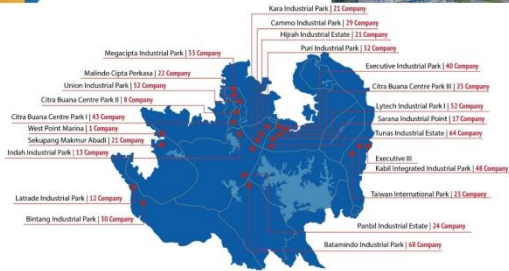 Kara Industrial Park | 21 Company
Cammo Industrial Park | 29 Company
Hijrah Industrial Estate | 21 Company
Puri Industrial Park | 32 Company
Megacipta Industrial Park | 33 Company
Malindo Cipta Perkasa | 22 Company
Union Industrial Park | 52 Company
Citra Buana Centre Park II | 8 Company
Citra Buana Centre Park I | 43 Company
West Point Marina | 1 Company
Sekupang Makmur Abadi | 21 Company
Indah Industrial Park | 13 Company
Latrade Industrial Park | 12 Company
Bintang Industrial Park | 50 Company
Executive Industrial Park | 40 Company
Citra Buana Centre Park III | 23 Company
Lytech Industrial Park I | 52 Company
Sarana Industrial Point | 17 Company
Tunas Industrial Estate | 64 Company
Executive III
Kabil Integrated Industrial Park | 48 Company
Taiwan International Park | 23 Company
Panbil Industrial Estate | 24 Company
Batamindo Industrial Park | 68 Company